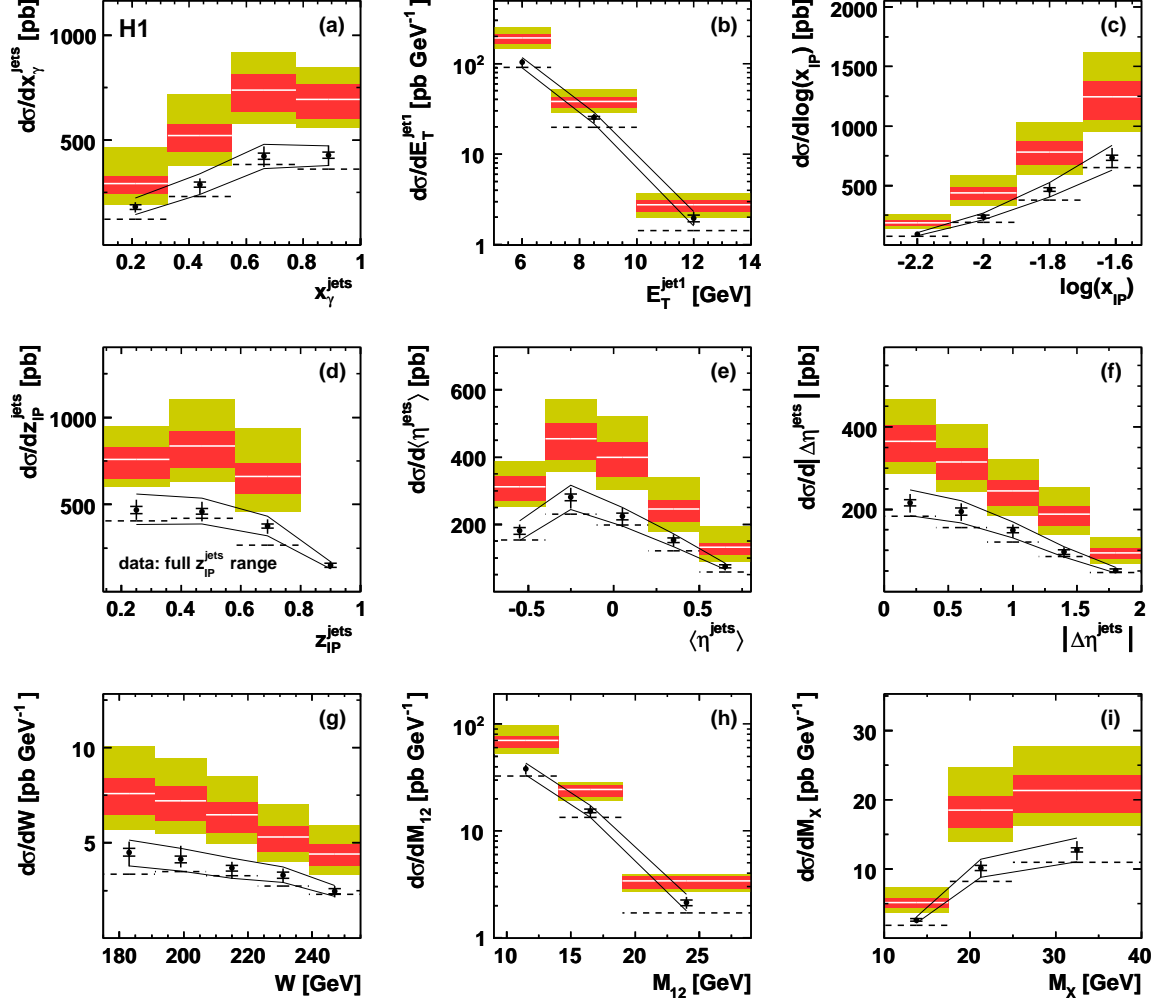 H1
(a)
dσ/dx_γ^jets [pb]
1000
500
0.2 0.4 0.6 0.8 1
x_γ^jets
(b)
dσ/dE_T^jet1 [pb GeV^-1]
10^2
10
1
6 8 10 12 14
E_T^jet1 [GeV]
(c)
dσ/dlog(x_IP) [pb]
2000
1500
1000
500
-2.2 -2 -1.8 -1.6
log(x_IP)
(d)
dσ/dz_IP^jets [pb]
1000
500
data: full z_IP^jets range
0.2 0.4 0.6 0.8 1
z_IP^jets
(e)
dσ/d⟨η^jets⟩ [pb]
600
400
200
-0.5 0 0.5
⟨η^jets⟩
(f)
dσ/d|Δη^jets| [pb]
400
200
0 0.5 1 1.5 2
|Δη^jets|
(g)
dσ/dW [pb GeV^-1]
10
5
180 200 220 240
W [GeV]
(h)
dσ/dM_12 [pb GeV^-1]
10^2
10
1
10 15 20 25
M_12 [GeV]
(i)
dσ/dM_X [pb GeV^-1]
30
20
10
10 20 30 40
M_X [GeV]